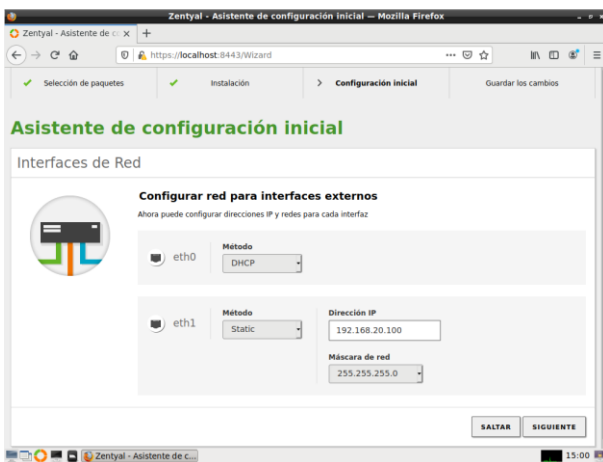 Zentyal - Asistente de configuración inicial — Mozilla Firefox
Zentyal - Asistente de c
https://localhost:8443/Wizard
Selección de paquetes
Instalación
Configuración inicial
Guardar los cambios
Asistente de configuración inicial
Interfaces de Red
Configurar red para interfaces externos
Ahora puede configurar direcciones IP y redes para cada interfaz
eth0
Método
DHCP
eth1
Método
Static
Dirección IP
192.168.20.100
Máscara de red
255.255.255.0
SALTAR
SIGUIENTE
Zentyal - Asistente de c...
15:00